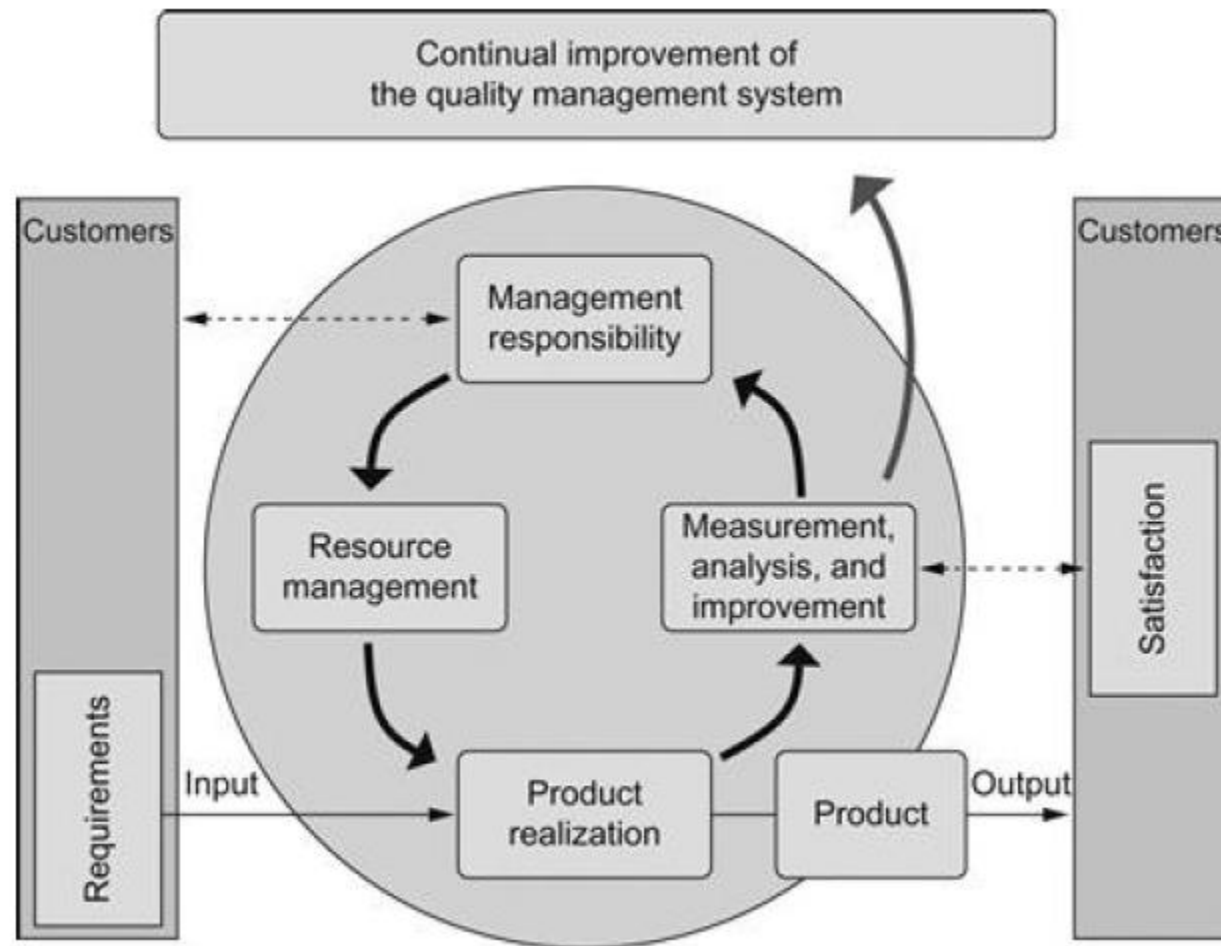 Continual improvement of
the quality management system
Customers
Customers
Management
responsibility
Resource
management
Measurement,
analysis, and
improvement
Satisfaction
Requirements
Input
Product
realization
Product
Output